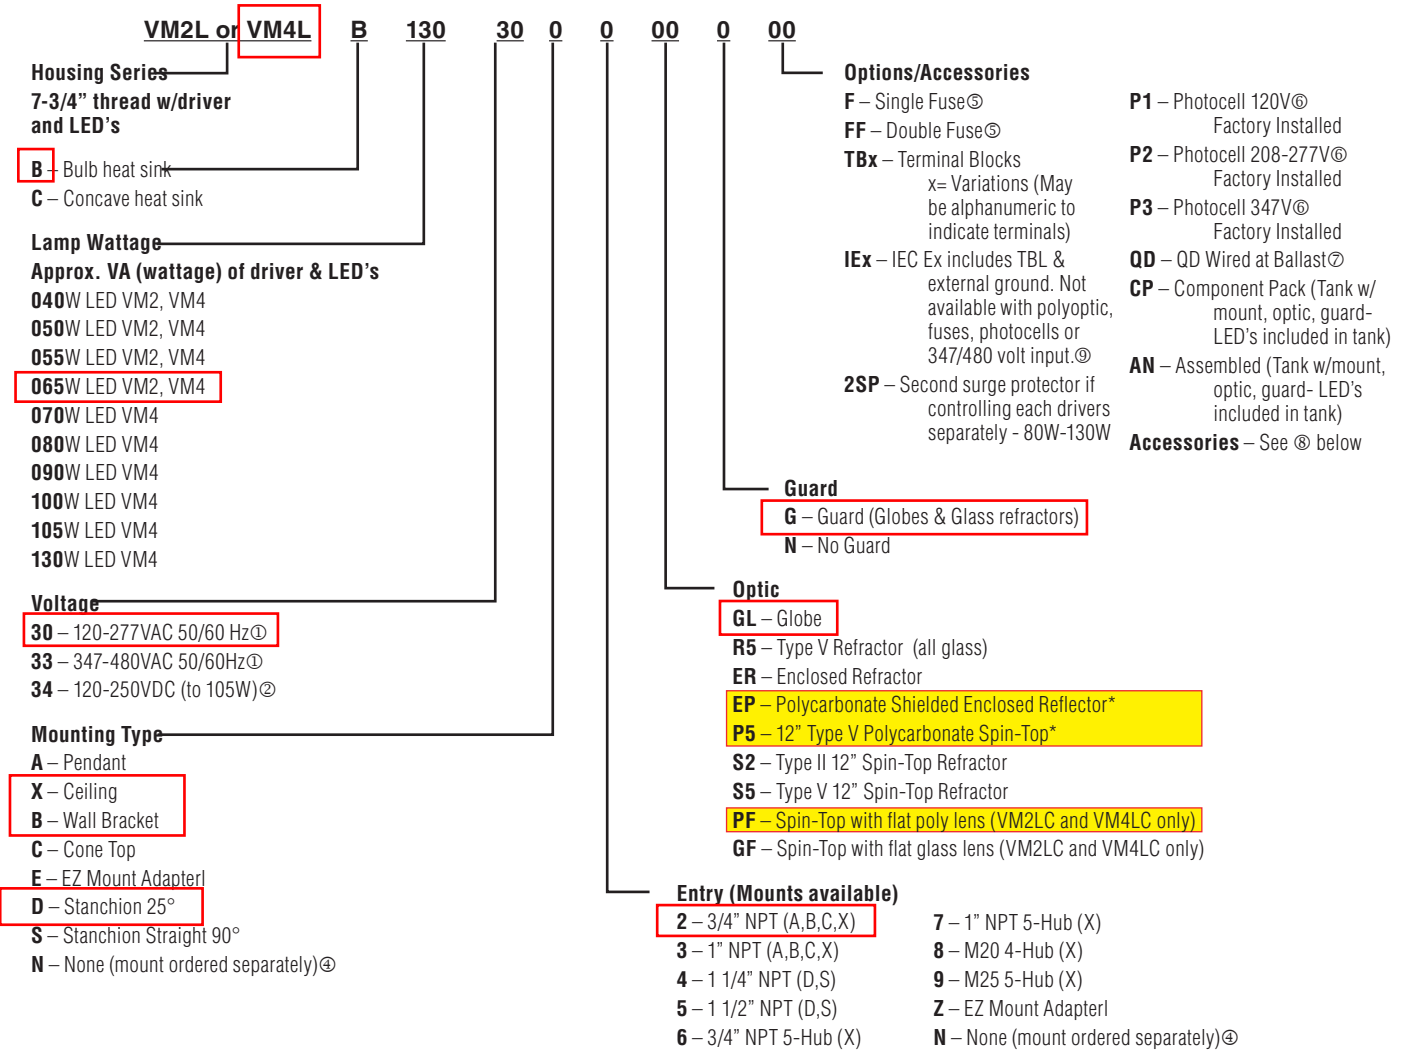 VM2L or VM4L B 130 30 0 0 00 0 00
Housing Series
7-3/4” thread w/driver
and LED’s
B – Bulb heat sink
C – Concave heat sink
Lamp Wattage
Approx. VA (wattage) of driver & LED’s
040W LED VM2, VM4
050W LED VM2, VM4
055W LED VM2, VM4
065W LED VM2, VM4
070W LED VM4
080W LED VM4
090W LED VM4
100W LED VM4
105W LED VM4
130W LED VM4
Voltage
30 – 120-277VAC 50/60 Hz①
33 – 347-480VAC 50/60Hz①
34 – 120-250VDC (to 105W)②
Mounting Type
A – Pendant
X – Ceiling
B – Wall Bracket
C – Cone Top
E – EZ Mount Adapterl
D – Stanchion 25°
S – Stanchion Straight 90°
N – None (mount ordered separately)④
Options/Accessories
F – Single Fuse⑤
FF – Double Fuse⑤
TBx – Terminal Blocks
x= Variations (May
be alphanumeric to
indicate terminals)
IEx – IEC Ex includes TBL &
external ground. Not
available with polyoptic,
fuses, photocells or
347/480 volt input.⑨
2SP – Second surge protector if
controlling each drivers
separately - 80W-130W
P1 – Photocell 120V⑥
Factory Installed
P2 – Photocell 208-277V⑥
Factory Installed
P3 – Photocell 347V⑥
Factory Installed
QD – QD Wired at Ballast⑦
CP – Component Pack (Tank w/
mount, optic, guard-
LED’s included in tank)
AN – Assembled (Tank w/mount,
optic, guard- LED’s
included in tank)
Accessories – See ⑧ below
Guard
G – Guard (Globes & Glass refractors)
N – No Guard
Optic
GL – Globe
R5 – Type V Refractor (all glass)
ER – Enclosed Refractor
EP – Polycarbonate Shielded Enclosed Reflector*
P5 – 12” Type V Polycarbonate Spin-Top*
S2 – Type II 12” Spin-Top Refractor
S5 – Type V 12” Spin-Top Refractor
PF – Spin-Top with flat poly lens (VM2LC and VM4LC only)
GF – Spin-Top with flat glass lens (VM2LC and VM4LC only)
Entry (Mounts available)
2 – 3/4” NPT (A,B,C,X)
3 – 1” NPT (A,B,C,X)
4 – 1 1/4” NPT (D,S)
5 – 1 1/2” NPT (D,S)
6 – 3/4” NPT 5-Hub (X)
7 – 1” NPT 5-Hub (X)
8 – M20 4-Hub (X)
9 – M25 5-Hub (X)
Z – EZ Mount Adapterl
N – None (mount ordered separately)④